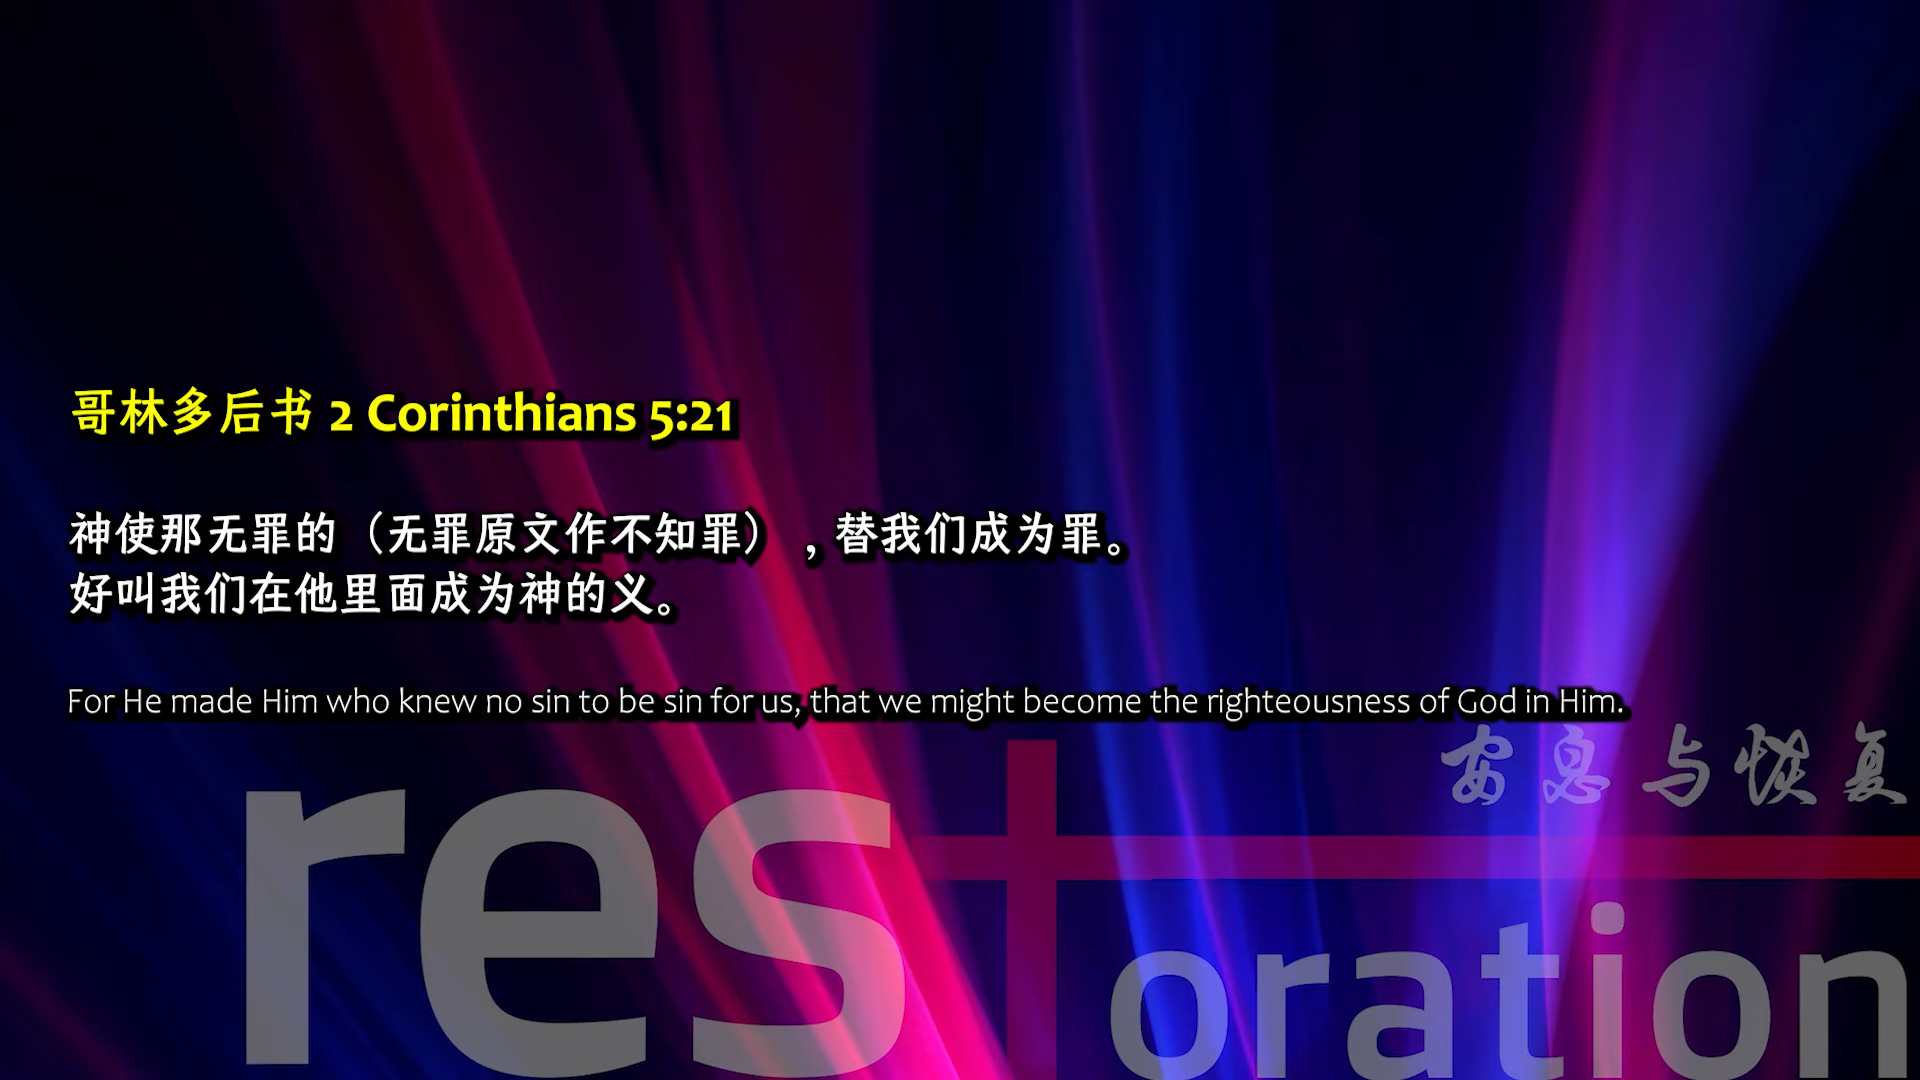 哥林多后书 2 Corinthians 5:21
神使那无罪的（无罪原文作不知罪），替我们成为罪。
好叫我们在他里面成为神的义。
For He made Him who knew no sin to be sin for us, that we might become the righteousness of God in Him.
安息与恢复
restoration